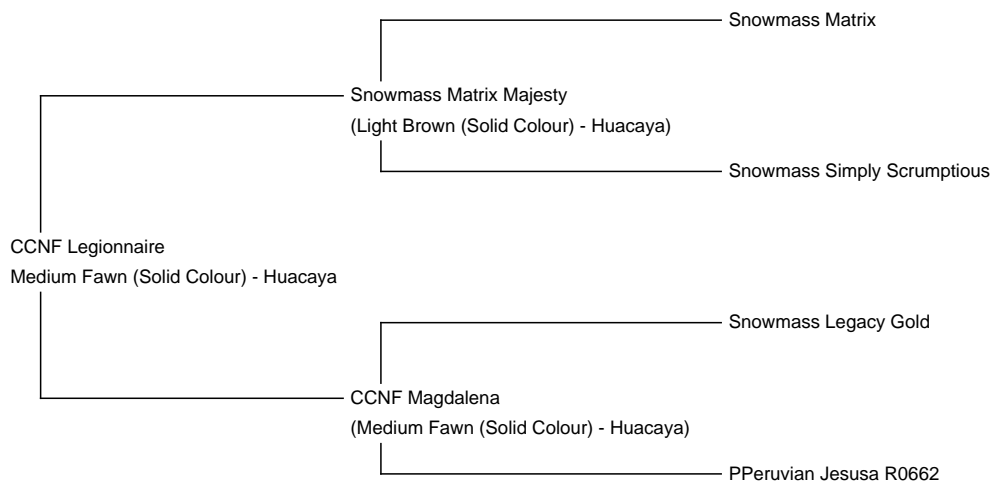 Snowmass Matrix
Snowmass Matrix Majesty
(Light Brown (Solid Colour) - Huacaya)
Snowmass Simply Scrumptious
CCNF Legionnaire
Medium Fawn (Solid Colour) - Huacaya
Snowmass Legacy Gold
CCNF Magdalena
(Medium Fawn (Solid Colour) - Huacaya)
PPeruvian Jesusa R0662